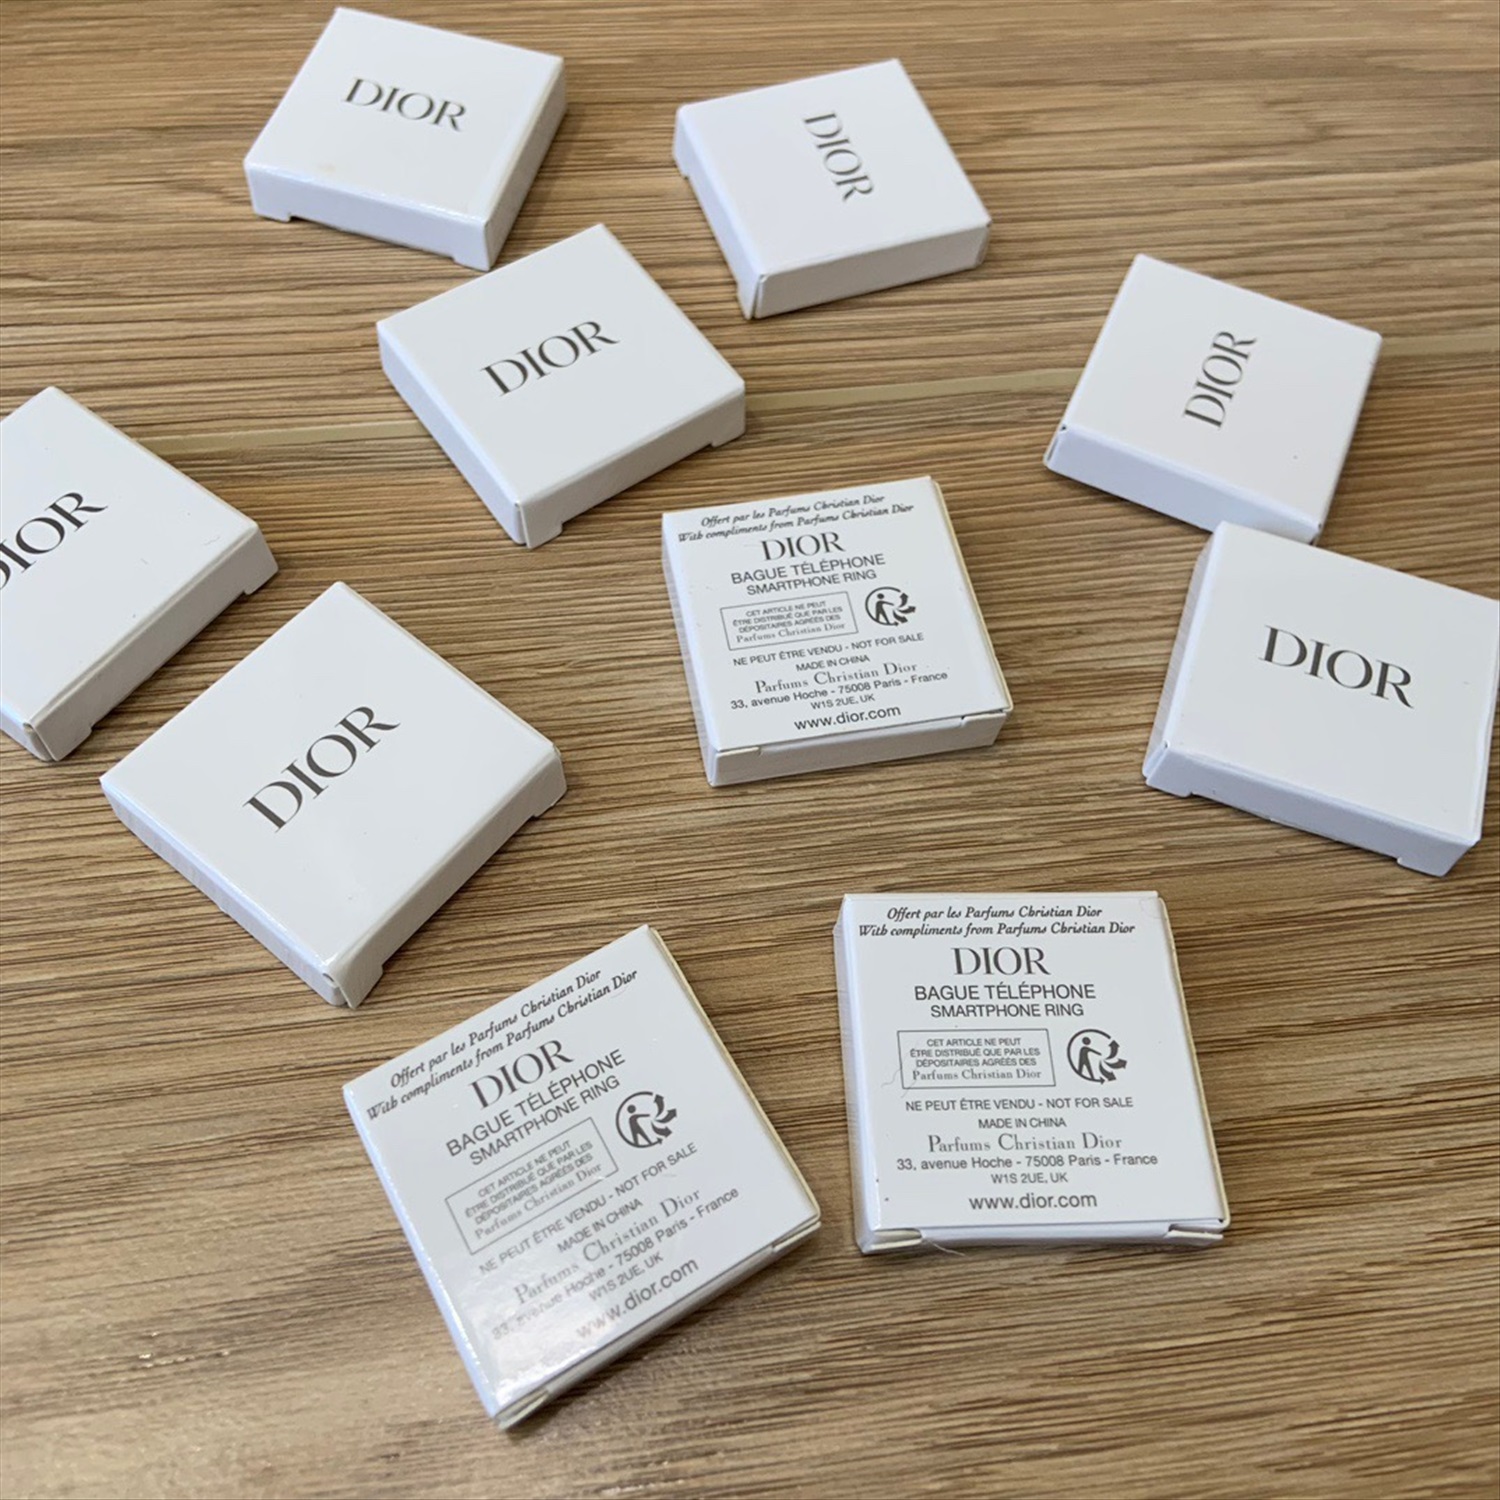 DIOR
DIOR
DIOR
DIOR
DIOR
DIOR
DIOR
Offert par les Parfums Christian Dior
With compliments from Parfums Christian Dior
DIOR
BAGUE TÉLÉPHONE
SMARTPHONE RING
CET ARTICLE NE PEUT
ÊTRE DISTRIBUÉ QUE PAR LES
DÉPOSITAIRES AGRÉÉS DES
Parfums Christian Dior
NE PEUT ÊTRE VENDU - NOT FOR SALE
MADE IN CHINA
Parfums Christian Dior
33, avenue Hoche - 75008 Paris - France
W1S 2UE, UK
www.dior.com
Offert par les Parfums Christian Dior
With compliments from Parfums Christian Dior
DIOR
BAGUE TÉLÉPHONE
SMARTPHONE RING
CET ARTICLE NE PEUT
ÊTRE DISTRIBUÉ QUE PAR LES
DÉPOSITAIRES AGRÉÉS DES
Parfums Christian Dior
NE PEUT ÊTRE VENDU - NOT FOR SALE
MADE IN CHINA
Parfums Christian Dior
33, avenue Hoche - 75008 Paris - France
W1S 2UE, UK
www.dior.com
Offert par les Parfums Christian Dior
With compliments from Parfums Christian Dior
DIOR
BAGUE TÉLÉPHONE
SMARTPHONE RING
CET ARTICLE NE PEUT
ÊTRE DISTRIBUÉ QUE PAR LES
DÉPOSITAIRES AGRÉÉS DES
Parfums Christian Dior
NE PEUT ÊTRE VENDU - NOT FOR SALE
MADE IN CHINA
Parfums Christian Dior
33, avenue Hoche - 75008 Paris - France
W1S 2UE, UK
www.dior.com